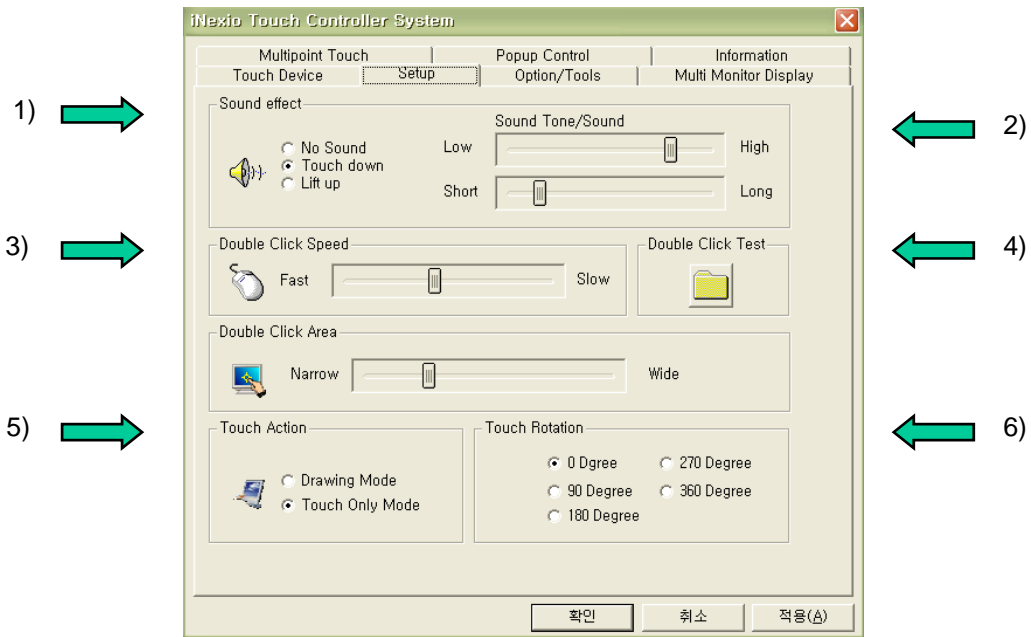 iNexio Touch Controller System
Multipoint Touch Popup Control Information
Touch Device Setup Option/Tools Multi Monitor Display
1)
Sound effect
Sound Tone/Sound
2)
No Sound Low High
Touch down
Lift up Short Long
3)
Double Click Speed Double Click Test
4)
Fast Slow
Double Click Area
Narrow Wide
5)
Touch Action Touch Rotation
6)
0 Dgree 270 Degree
Drawing Mode 90 Degree 360 Degree
Touch Only Mode 180 Degree
확인 취소 적용(A)